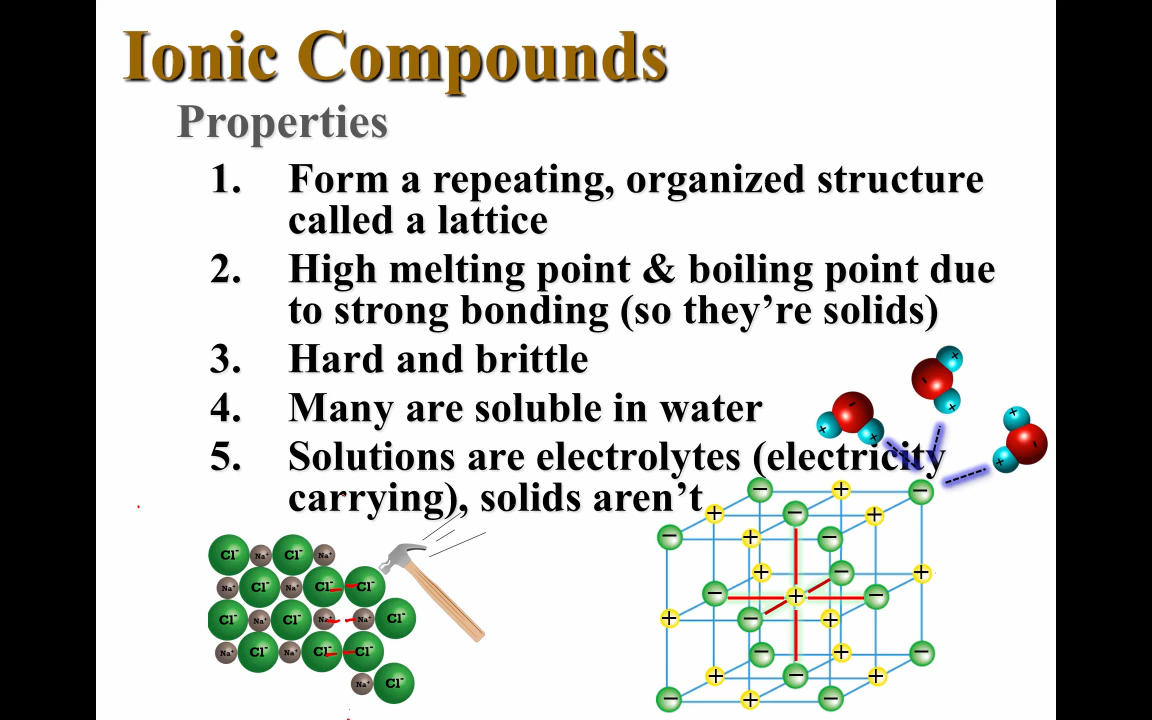 Ionic Compounds
Properties
1. Form a repeating, organized structure
called a lattice
2. High melting point & boiling point due
to strong bonding (so they’re solids)
3. Hard and brittle
4. Many are soluble in water
5. Solutions are electrolytes (electricity
carrying), solids aren’t
Cl⁻ Na⁺ Cl⁻ Na⁺
Na⁺ Cl⁻ Na⁺ Cl⁻ Cl⁻
Cl⁻ Na⁺ Cl⁻ Na⁺ Na⁺ Cl⁻
Na⁺ Cl⁻ Na⁺ Cl⁻ Cl⁻
Na⁺ Cl⁻